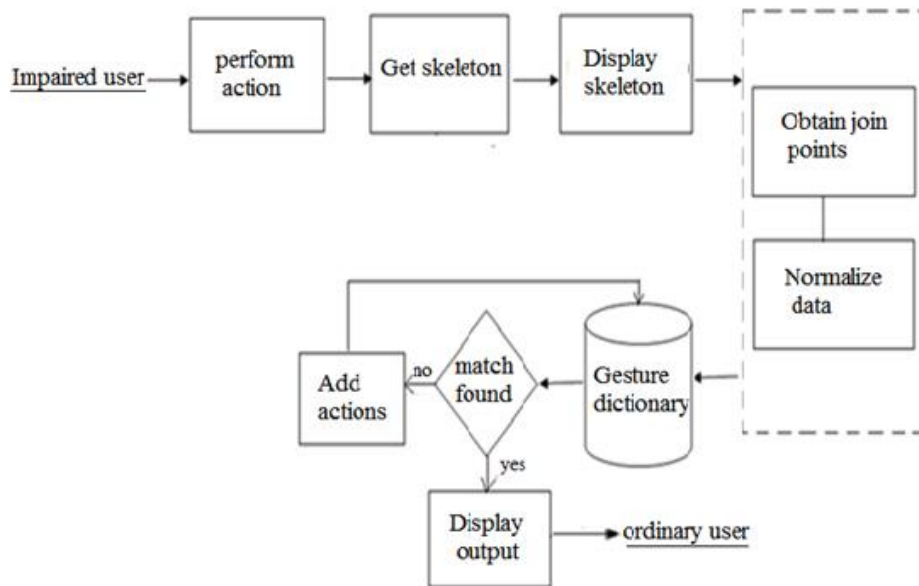 Impaired user
perform
action
Get skeleton
Display
skeleton
Obtain join
points
Normalize
data
Gesture
dictionary
match
found
no
Add
actions
yes
Display
output
ordinary user